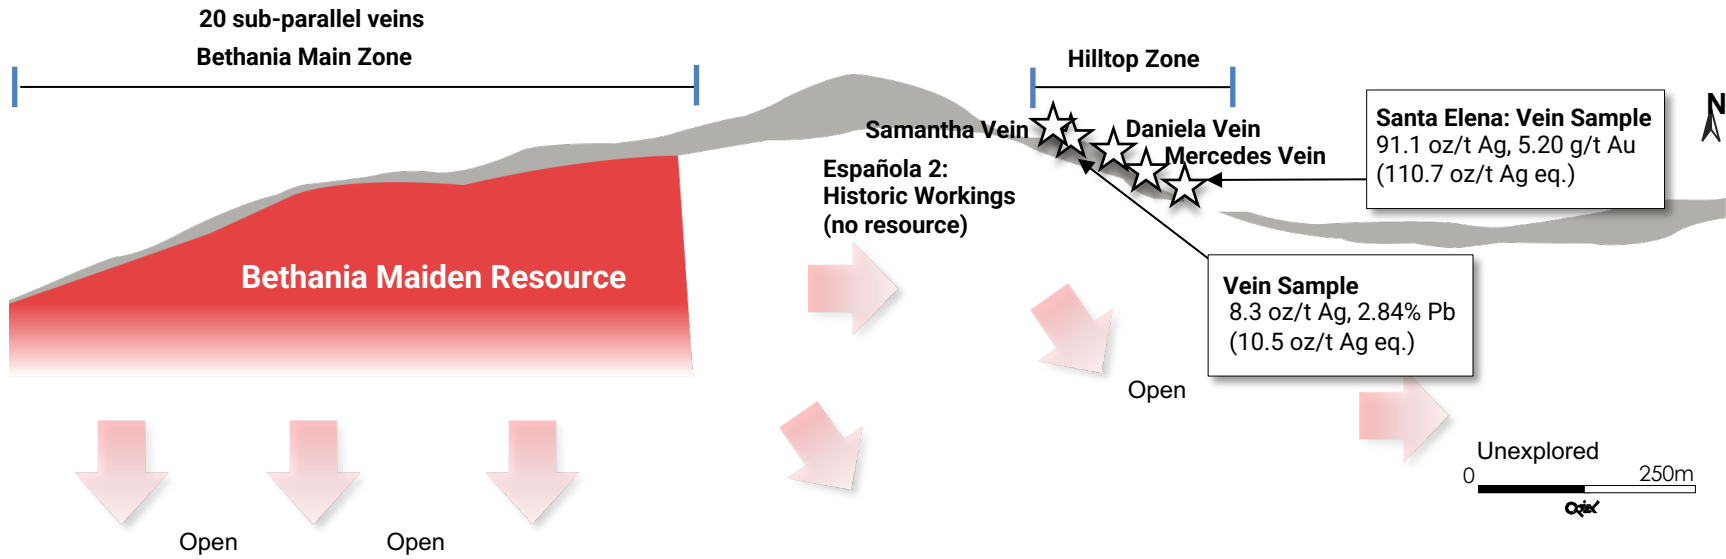 20 sub-parallel veins
Bethania Main Zone
Hilltop Zone
Samantha Vein
Daniela Vein
Mercedes Vein
Santa Elena: Vein Sample
91.1 oz/t Ag, 5.20 g/t Au
(110.7 oz/t Ag eq.)
N
Española 2:
Historic Workings
(no resource)
Bethania Maiden Resource
Vein Sample
8.3 oz/t Ag, 2.84% Pb
(10.5 oz/t Ag eq.)
Open
Unexplored
0 250m
Open
Open